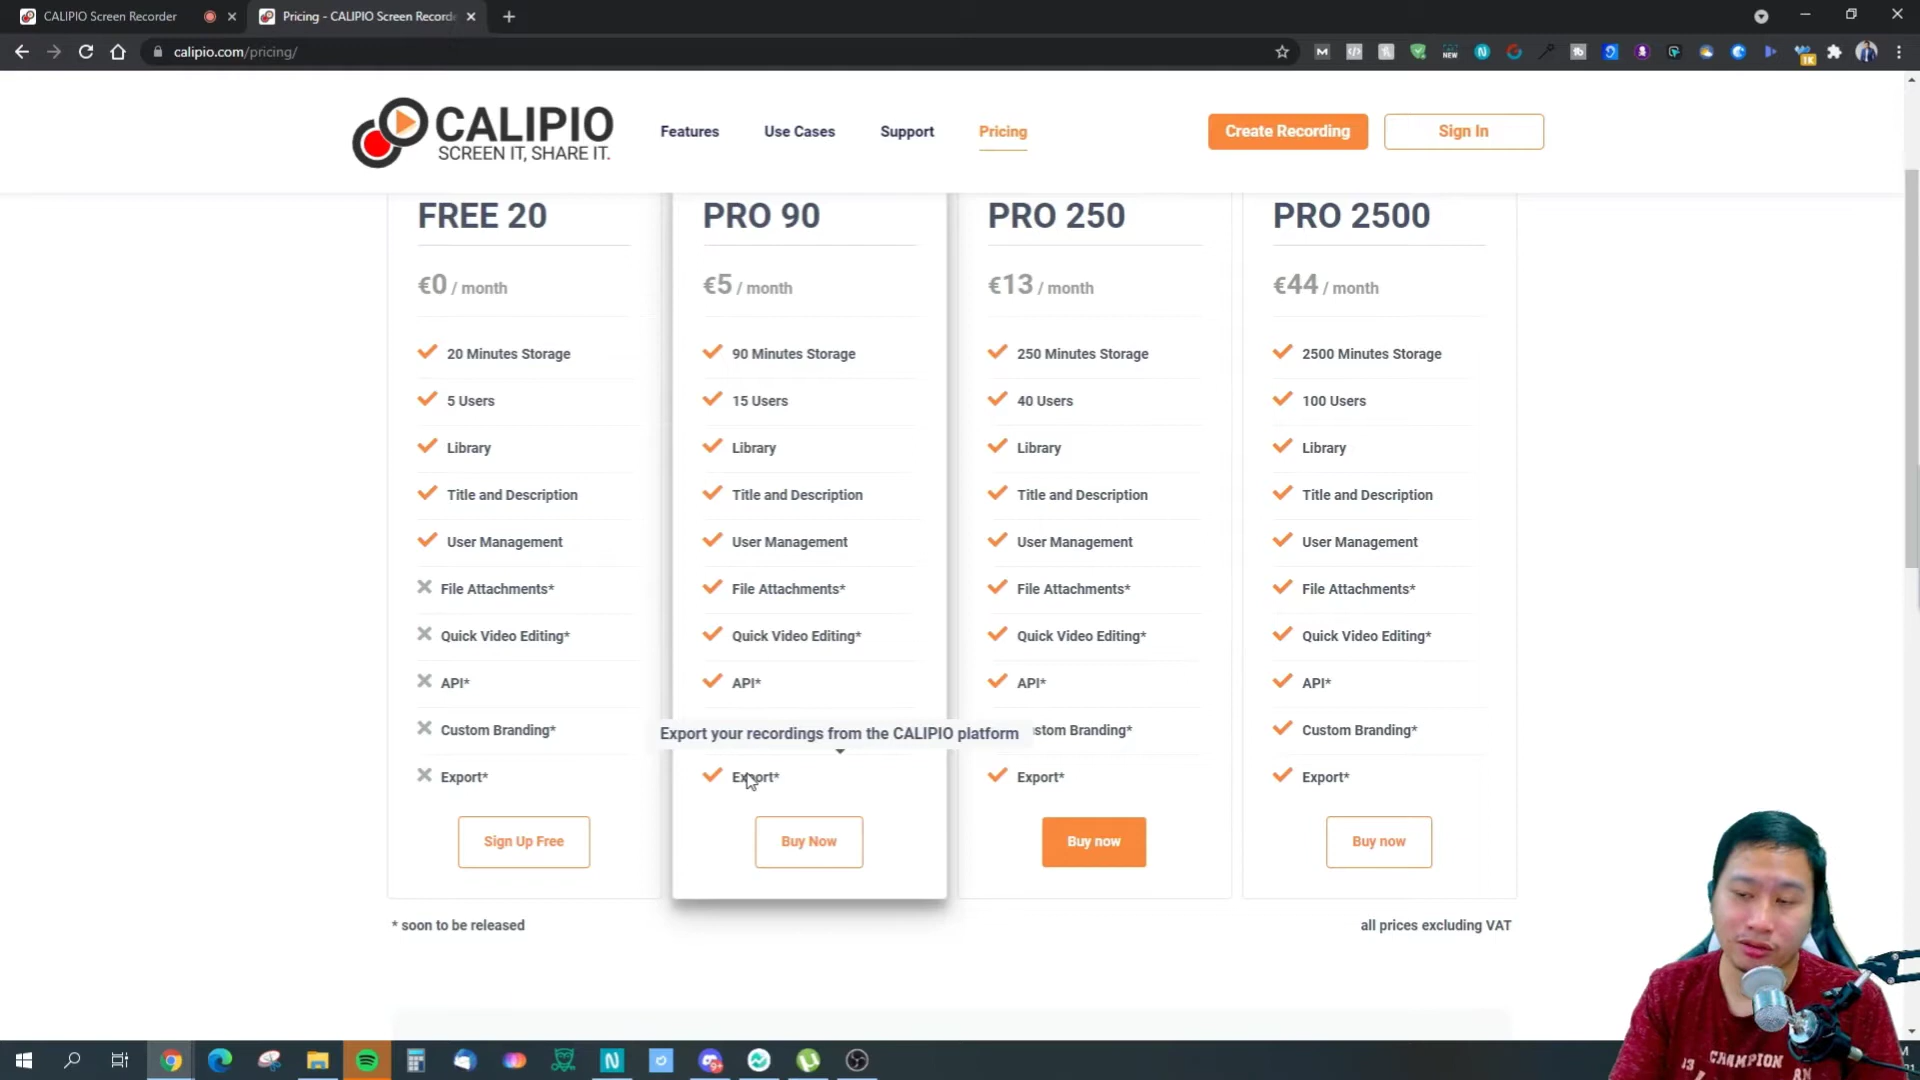 CALIPIO Screen Recorder
Pricing - CALIPIO Screen Recorde
calipio.com/pricing/
CALIPIO
SCREEN IT, SHARE IT.
Features
Use Cases
Support
Pricing
Create Recording
Sign In
FREE 20
€0 / month
20 Minutes Storage
5 Users
Library
Title and Description
User Management
File Attachments*
Quick Video Editing*
API*
Custom Branding*
Export*
Sign Up Free
PRO 90
€5 / month
90 Minutes Storage
15 Users
Library
Title and Description
User Management
File Attachments*
Quick Video Editing*
API*
Export your recordings from the CALIPIO platform
Export*
Buy Now
PRO 250
€13 / month
250 Minutes Storage
40 Users
Library
Title and Description
User Management
File Attachments*
Quick Video Editing*
API*
stom Branding*
Export*
Buy now
PRO 2500
€44 / month
2500 Minutes Storage
100 Users
Library
Title and Description
User Management
File Attachments*
Quick Video Editing*
API*
Custom Branding*
Export*
Buy now
* soon to be released
all prices excluding VAT
CHAMPION